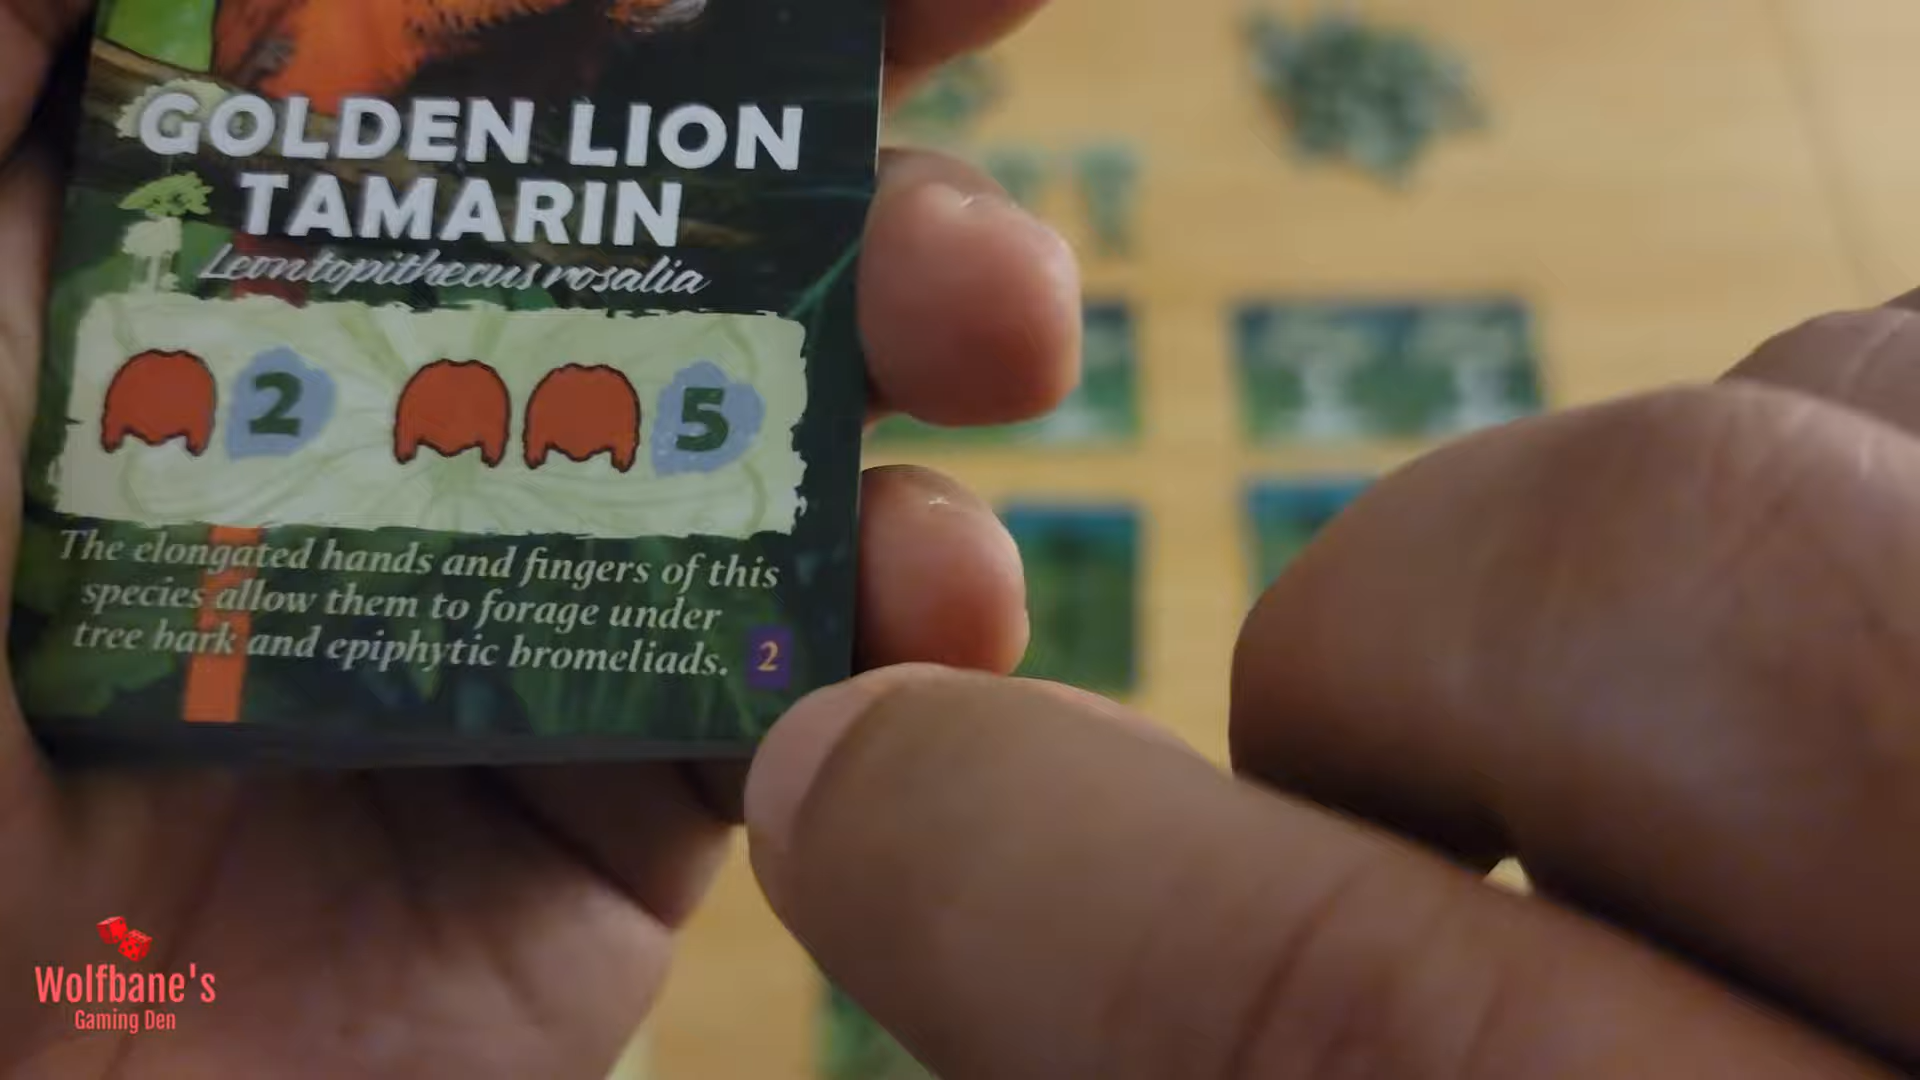 GOLDEN LION
TAMARIN
Leontopithecus rosalia
2 5
The elongated hands and fingers of this
species allow them to forage under
tree bark and epiphytic bromeliads. 2
Wolfbane's
Gaming Den